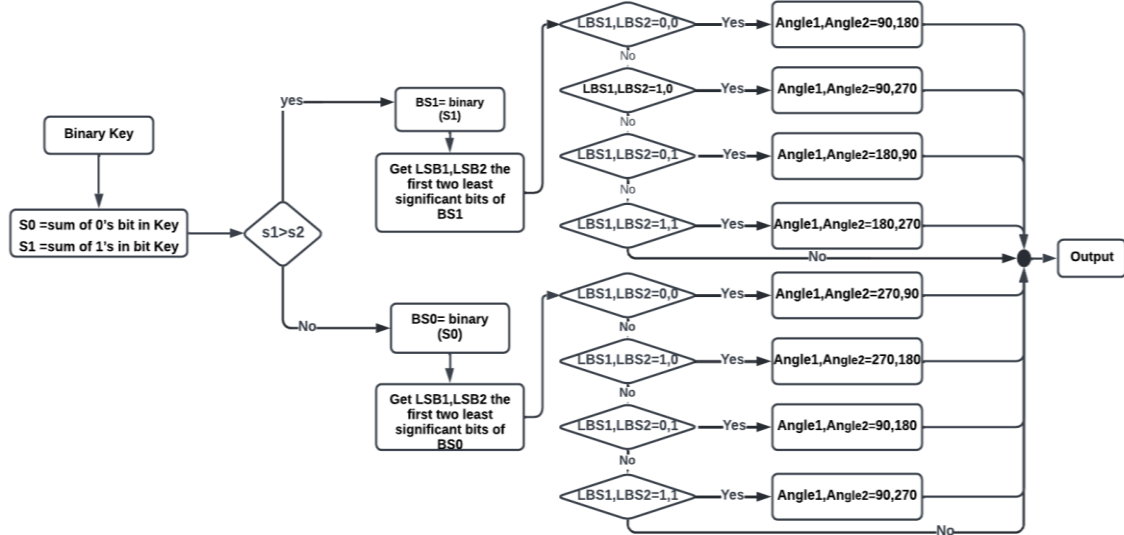 Binary Key
S0 =sum of 0's bit in Key
S1 =sum of 1's in bit Key
s1>s2
yes
No
BS1= binary
(S1)
Get LSB1,LSB2 the
first two least
significant bits of
BS1
BS0= binary
(S0)
Get LSB1,LSB2 the
first two least
significant bits of
BS0
LBS1,LBS2=0,0
Yes
Angle1,Angle2=90,180
No
LBS1,LBS2=1,0
Yes
Angle1,Angle2=90,270
No
LBS1,LBS2=0,1
Yes
Angle1,Angle2=180,90
No
LBS1,LBS2=1,1
Yes
Angle1,Angle2=180,270
No
LBS1,LBS2=0,0
Yes
Angle1,Angle2=270,90
No
LBS1,LBS2=1,0
Yes
Angle1,Angle2=270,180
No
LBS1,LBS2=0,1
Yes
Angle1,Angle2=90,180
No
LBS1,LBS2=1,1
Yes
Angle1,Angle2=90,270
No
Output